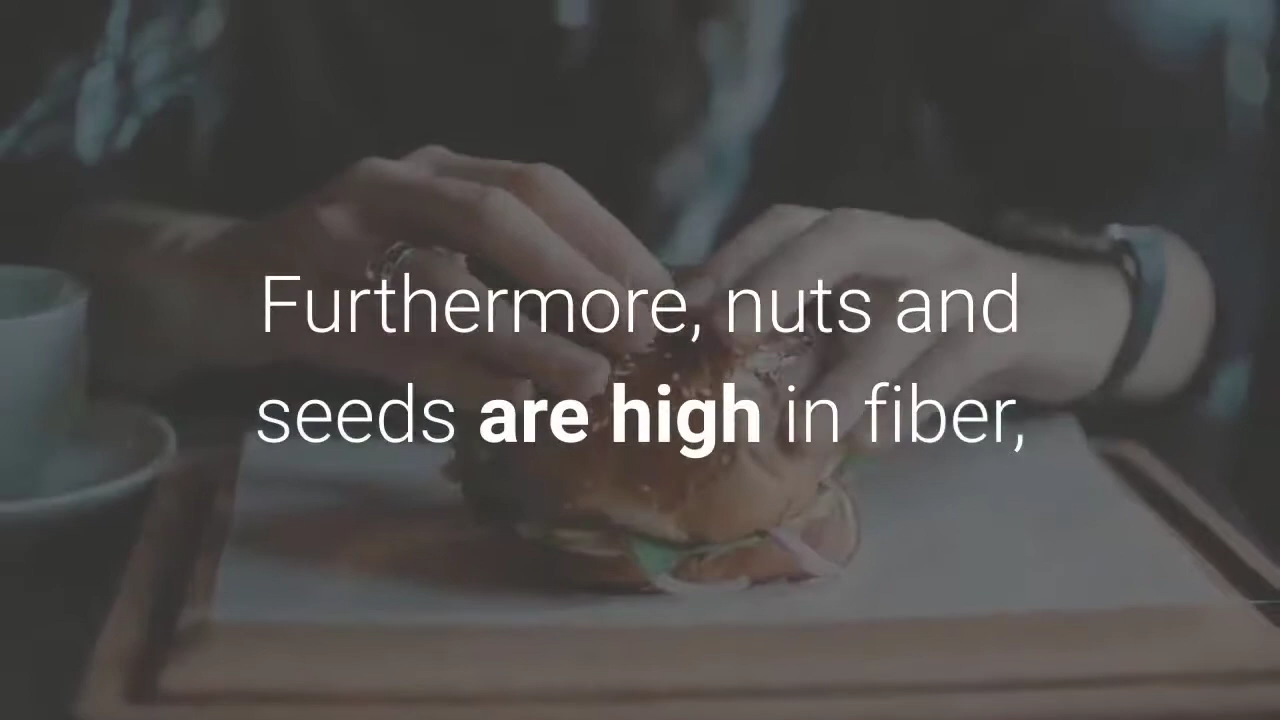 Furthermore, nuts and
seeds are high in fiber,